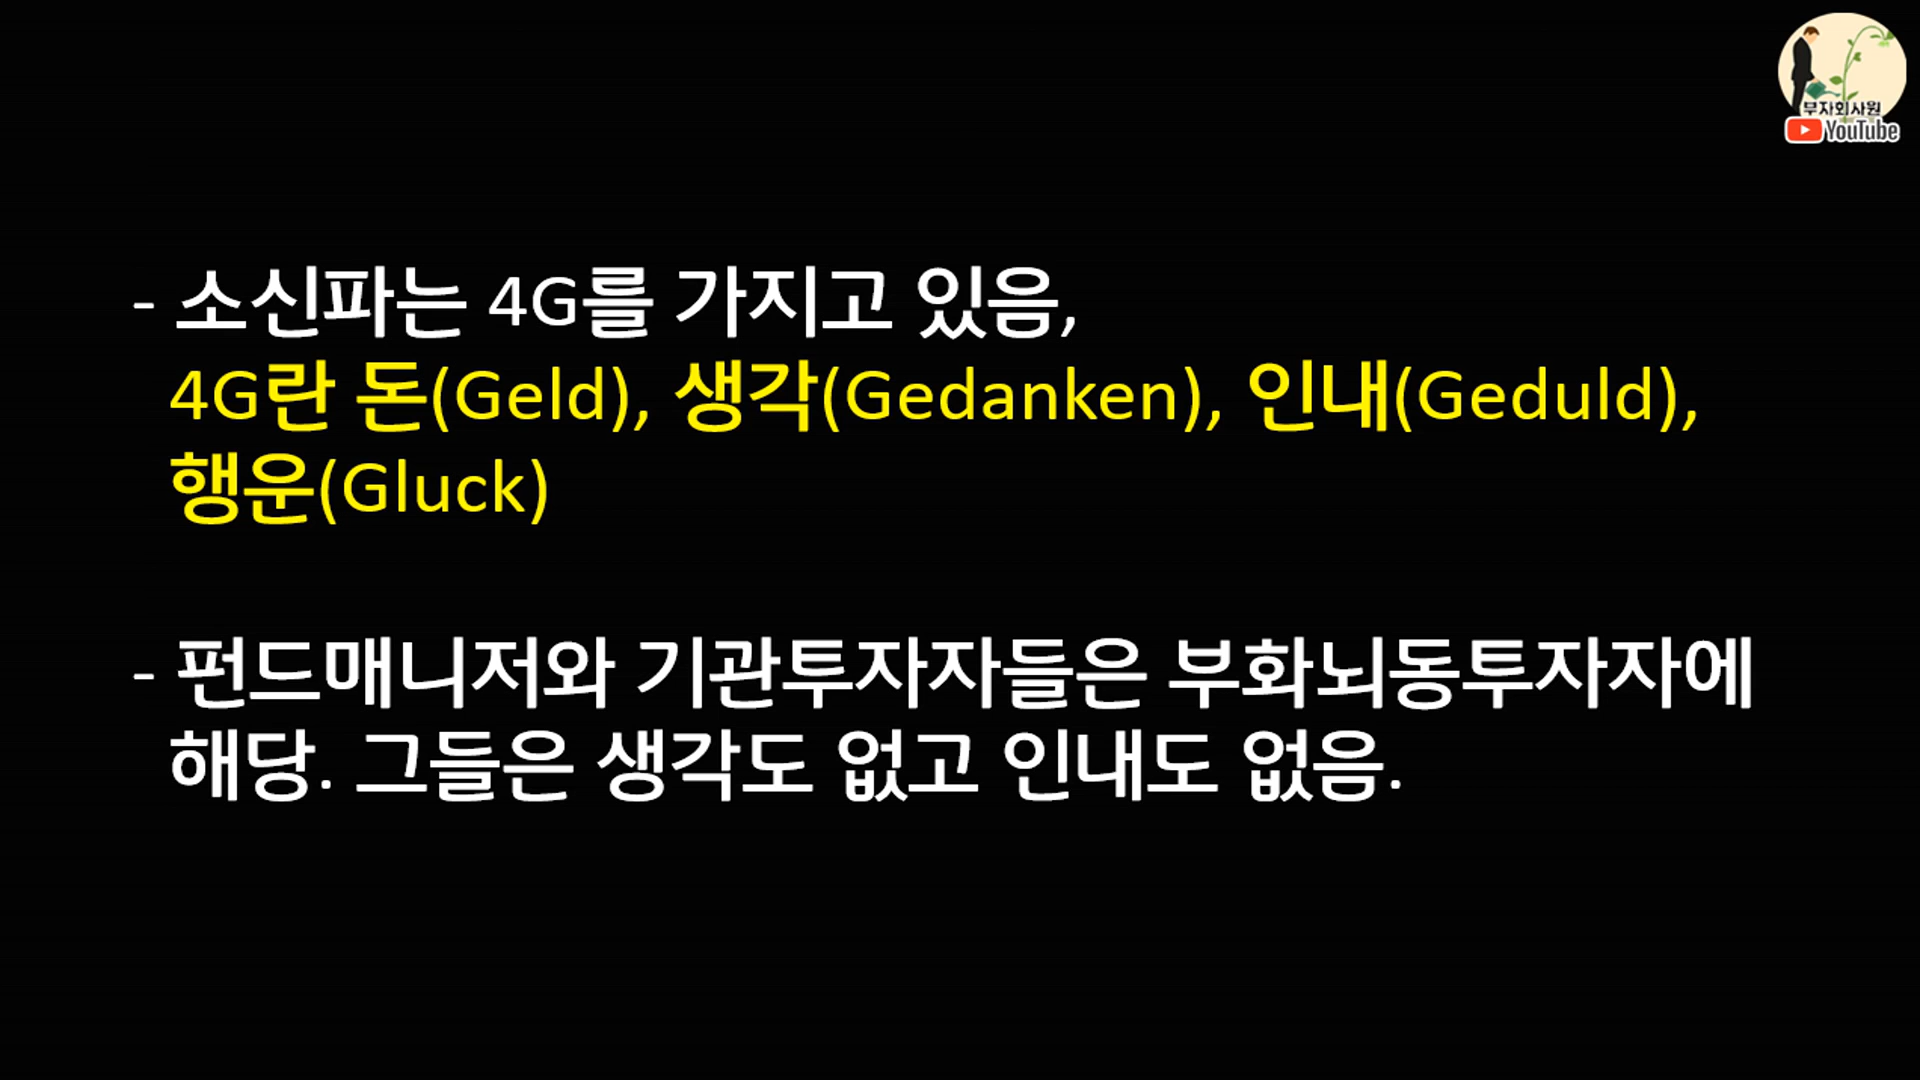 부자회사원
YouTube
- 소신파는 4G를 가지고 있음,
4G란 돈(Geld), 생각(Gedanken), 인내(Geduld),
행운(Gluck)
- 펀드매니저와 기관투자자들은 부화뇌동투자자에
해당. 그들은 생각도 없고 인내도 없음.